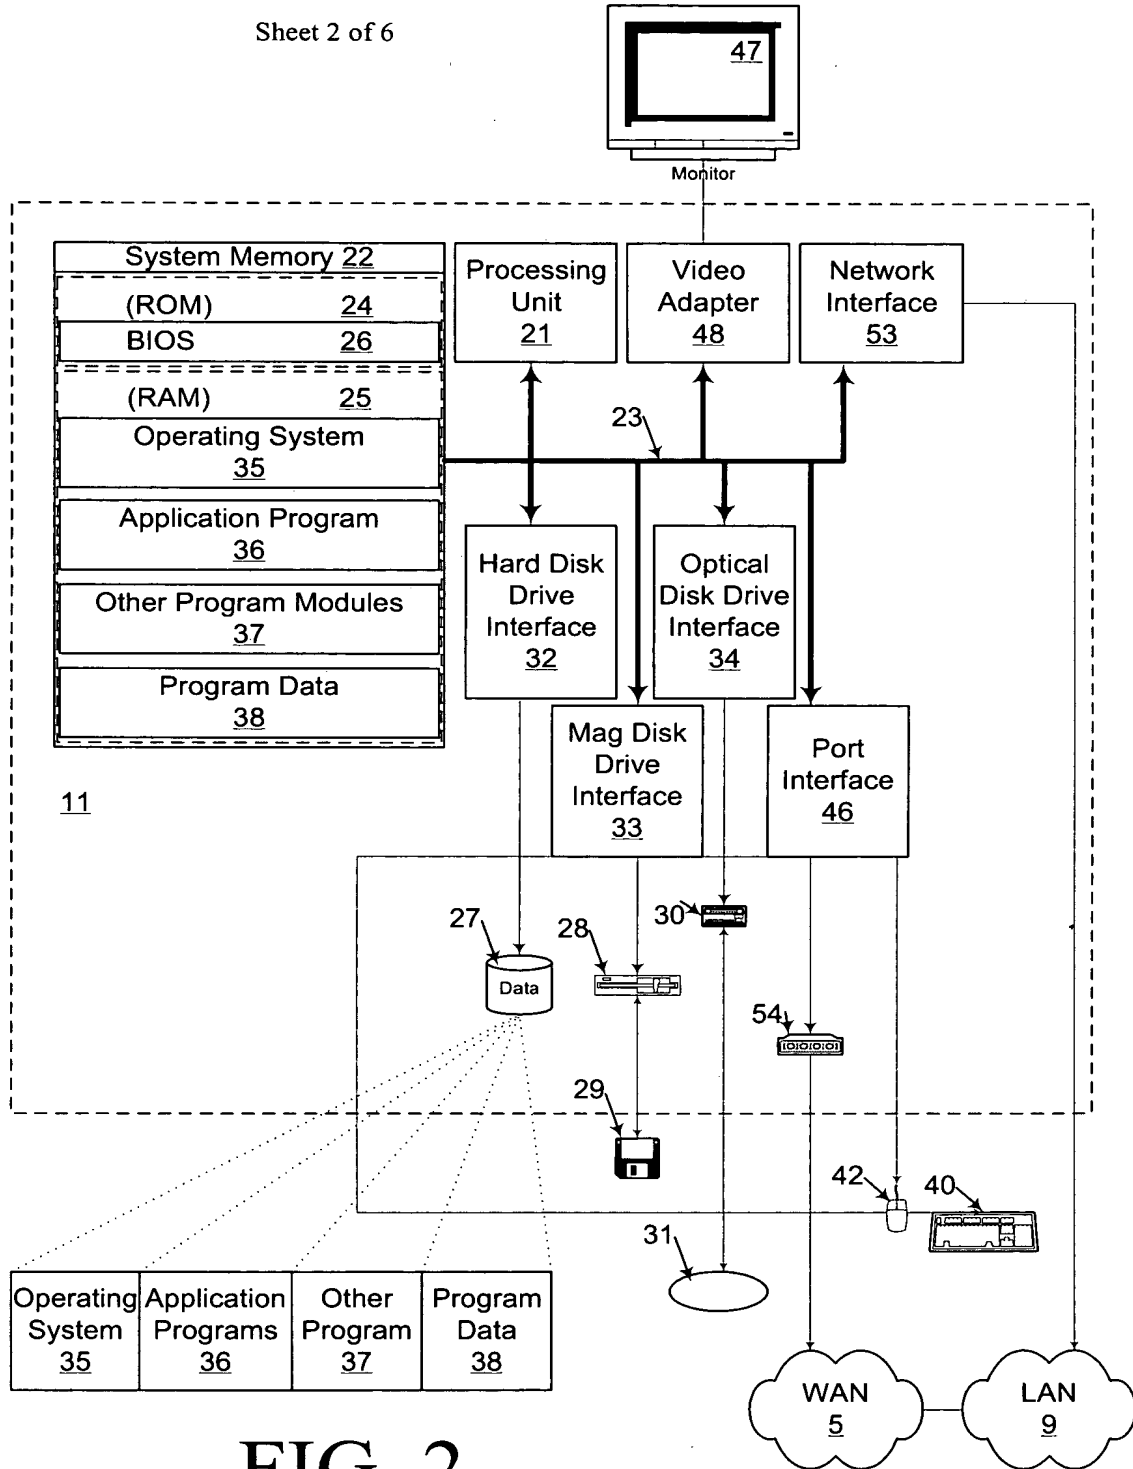 Sheet 2 of 6
47
Monitor
System Memory 22
(ROM) 24
BIOS 26
(RAM) 25
Operating System
35
Application Program
36
Other Program Modules
37
Program Data
38
Processing
Unit
21
Video
Adapter
48
Network
Interface
53
23
Hard Disk
Drive
Interface
32
Optical
Disk Drive
Interface
34
Mag Disk
Drive
Interface
33
Port
Interface
46
11
27
Data
28
30
54
29
42
40
31
Operating
System
35
Application
Programs
36
Other
Program
37
Program
Data
38
WAN
5
LAN
9
FIG. 2